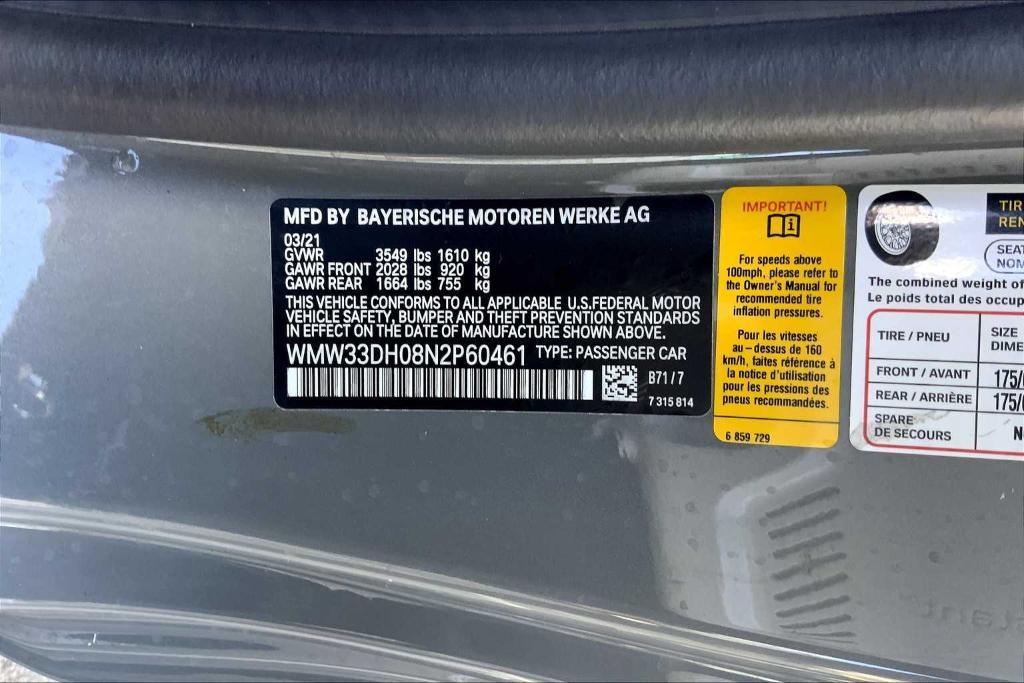 MFD BY BAYERISCHE MOTOREN WERKE AG
03/21
GVWR 3549 lbs 1610 kg
GAWR FRONT 2028 lbs 920 kg
GAWR REAR 1664 lbs 755 kg
THIS VEHICLE CONFORMS TO ALL APPLICABLE U.S.FEDERAL MOTOR
VEHICLE SAFETY, BUMPER AND THEFT PREVENTION STANDARDS
IN EFFECT ON THE DATE OF MANUFACTURE SHOWN ABOVE.
WMW33DH08N2P60461 TYPE: PASSENGER CAR
B71/7
7 315 814
IMPORTANT!
For speeds above
100mph, please refer to
the Owner's Manual for
recommended tire
inflation pressures.
Pour les vitesses
au-dessus de 160
km/h, faites référence à
la notice d'utilisation
pour les pressions des
pneus recommandées.
6 859 729
TIR
REN
SEAT
NOM
The combined weight of
Le poids total des occup
TIRE / PNEU
SIZE
DIME
FRONT / AVANT 175/
REAR / ARRIÈRE 175/
SPARE
DE SECOURS
N